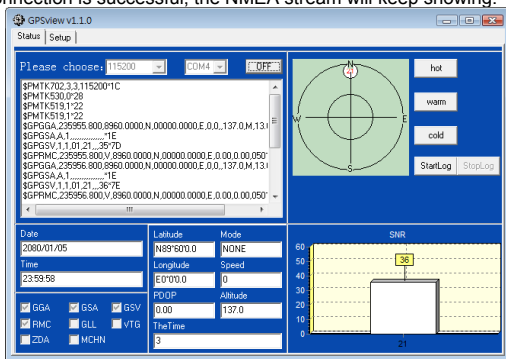 nnection is successful, the NMEA stream will keep showing.
GPSview v1.1.0
Status Setup
Please choose: 115200 COM4 OFF
$PMTK702,3,3,115200*1C
$PMTK530,0*28
$PMTK519,1*22
$PMTK519,1*22
$GPGGA,235955.800,8960.0000,N,00000.0000,E,0,0,,137.0,M,13.
$GPGSA,A,1,,,,,,,,,,,,,,,*1E
$GPGSV,1,1,01,21,,,35*7D
$GPRMC,235955.800,V,8960.0000,N,00000.0000,E,0.00,0.00,050
$GPGGA,235956.800,8960.0000,N,00000.0000,E,0,0,,137.0,M,13.
$GPGSA,A,1,,,,,,,,,,,,,,,*1E
$GPGSV,1,1,01,21,,,36*7E
$GPRMC,235956.800,V,8960.0000,N,00000.0000,E,0.00,0.00,050
N
W
E
S
hot
warm
cold
StartLog StopLog
Date
2080/01/05
Time
23:59:58
GGA GSA GSV
RMC GLL VTG
ZDA MCHN
Latitude Mode
N89°60'0.0 NONE
Longitude Speed
E0°0'0.0 0
PDOP Altitude
0.00 137.0
TheTime
3
SNR
60
50
40
30
20
10
0
36
21